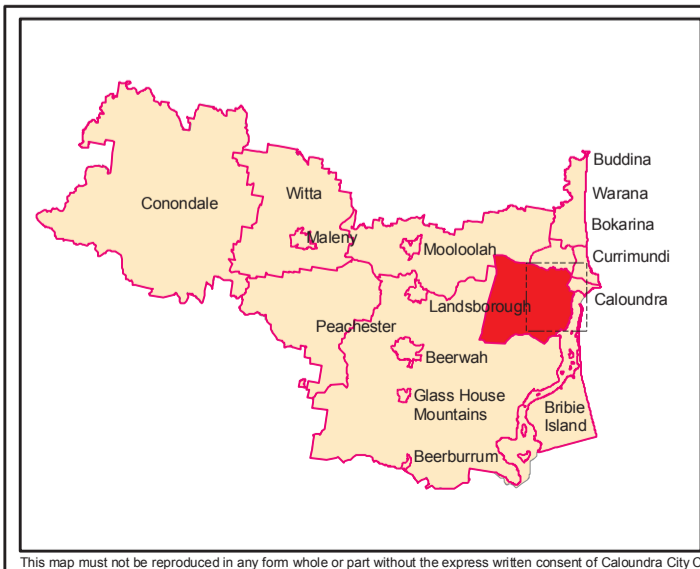 Buddina
Warana
Conondale
Witta
Bokarina
Maleny
Mooloolah
Currimundi
Landsborough
Caloundra
Peachester
Beerwah
Glass House
Mountains
Bribie
Island
Beerburrum
This map must not be reproduced in any form whole or part without the express written consent of Caloundra City C